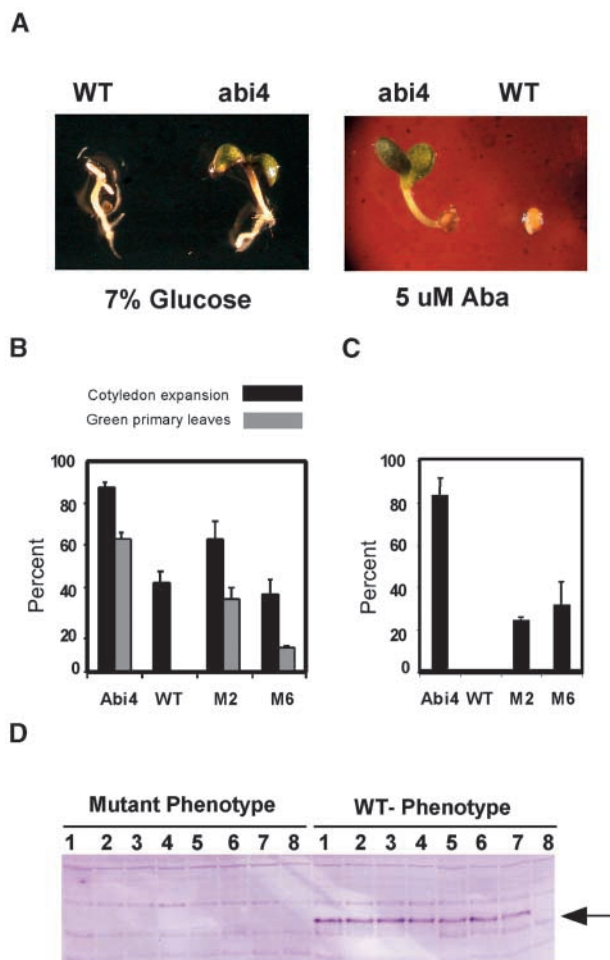 A
WT abi4
abi4 WT
7% Glucose
5 uM Aba
B
C
Cotyledon expansion
Green primary leaves
Percent
100
80
60
40
20
0
Abi4 WT M2 M6
Percent
100
80
60
40
20
0
Abi4 WT M2 M6
D
Mutant Phenotype WT- Phenotype
1 2 3 4 5 6 7 8 1 2 3 4 5 6 7 8